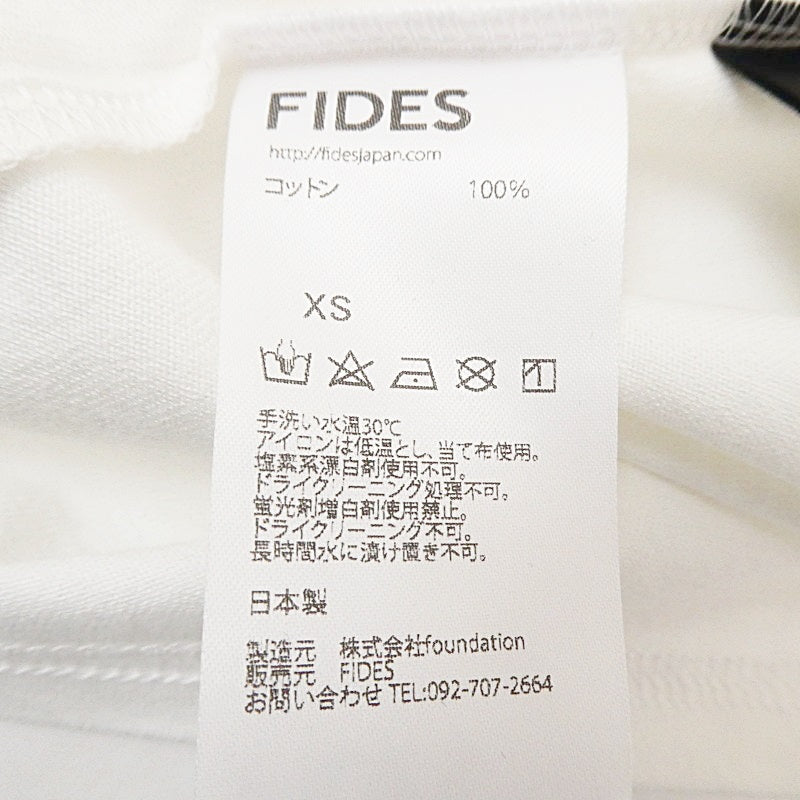 FIDES
http://fidesjapan.com
コットン 100%
XS
手洗い水温30℃
アイロンは低温とし、当て布使用。
塩素系漂白剤使用不可。
ドライクリーニング処理不可。
蛍光剤増白剤使用禁止。
ドライクリーニング不可。
長時間水に漬け置き不可。
日本製
製造元 株式会社foundation
販売元 FIDES
お問い合わせ TEL:092-707-2664